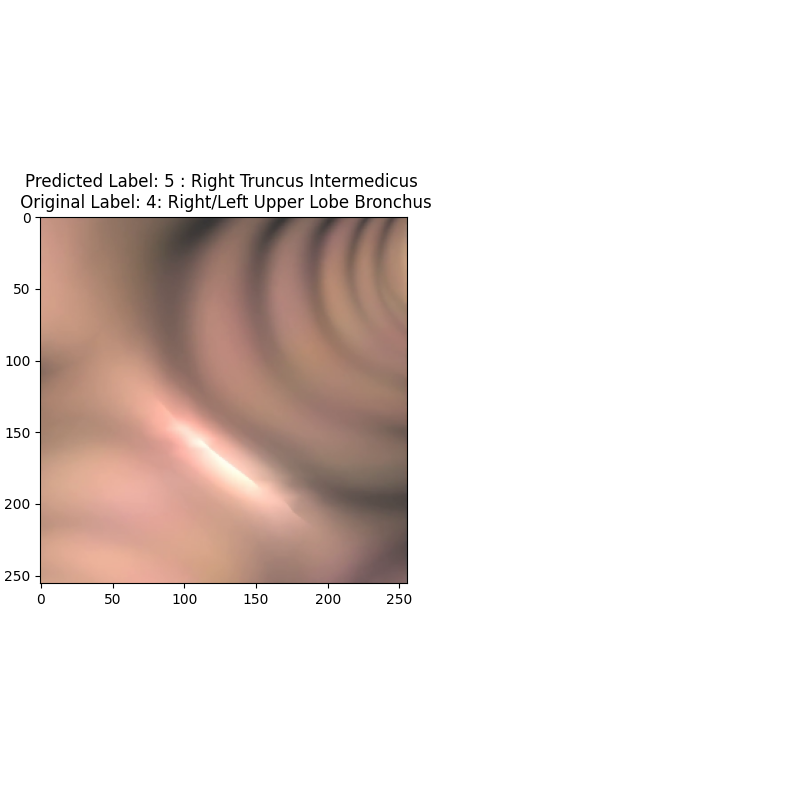 Predicted Label: 5 : Right Truncus Intermedicus
Original Label: 4: Right/Left Upper Lobe Bronchus
0
50
100
150
200
250
0 50 100 150 200 250